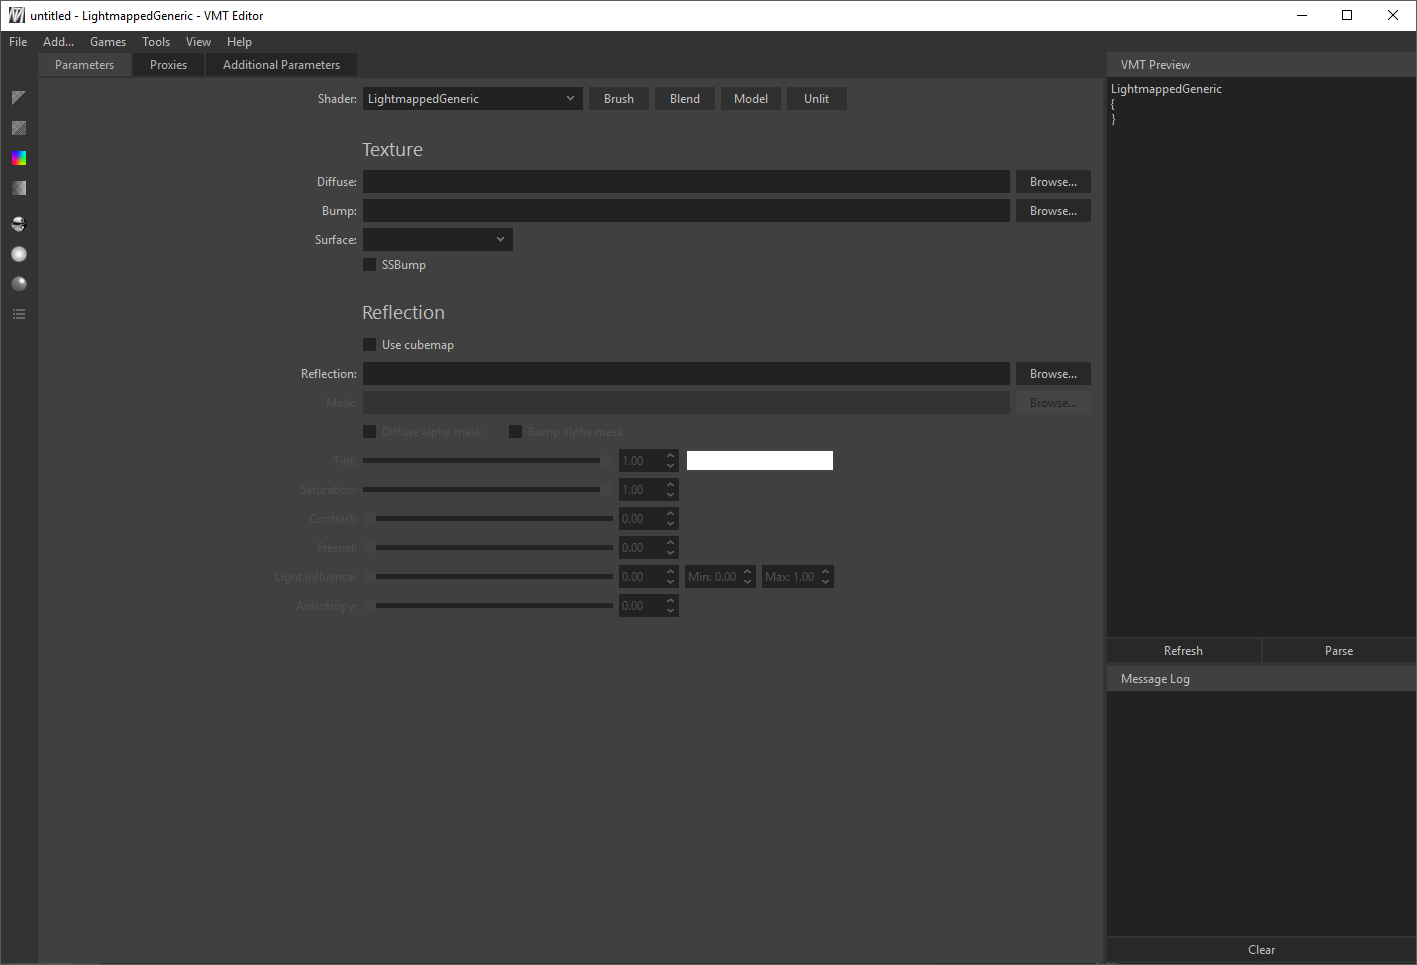 untitled - LightmappedGeneric - VMT Editor
File Add... Games Tools View Help
Parameters Proxies Additional Parameters
Shader: LightmappedGeneric Brush Blend Model Unlit
Texture
Diffuse: Browse...
Bump: Browse...
Surface:
SSBump
Reflection
Use cubemap
Reflection: Browse...
Mask: Browse...
Diffuse alpha mask Bump alpha mask
Tint: 1.00
Saturation: 1.00
Contrast: 0.00
Fresnel: 0.00
Light influence: 0.00 Min: 0.00 Max: 1.00
Anisotropy: 0.00
VMT Preview
LightmappedGeneric
{
}
Refresh Parse
Message Log
Clear